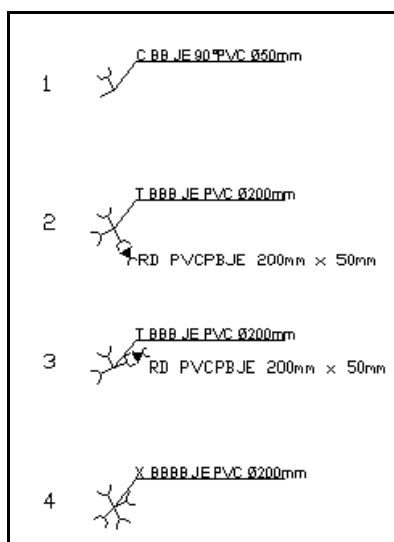 C BB JE 90°PVC Ø50mm
1
T BBB JE PVC Ø200mm
2
RD PVCPBJE 200mm x 50mm
T BBB JE PVC Ø200mm
3
RD PVCPBJE 200mm x 50mm
X BBBB JE PVC Ø200mm
4